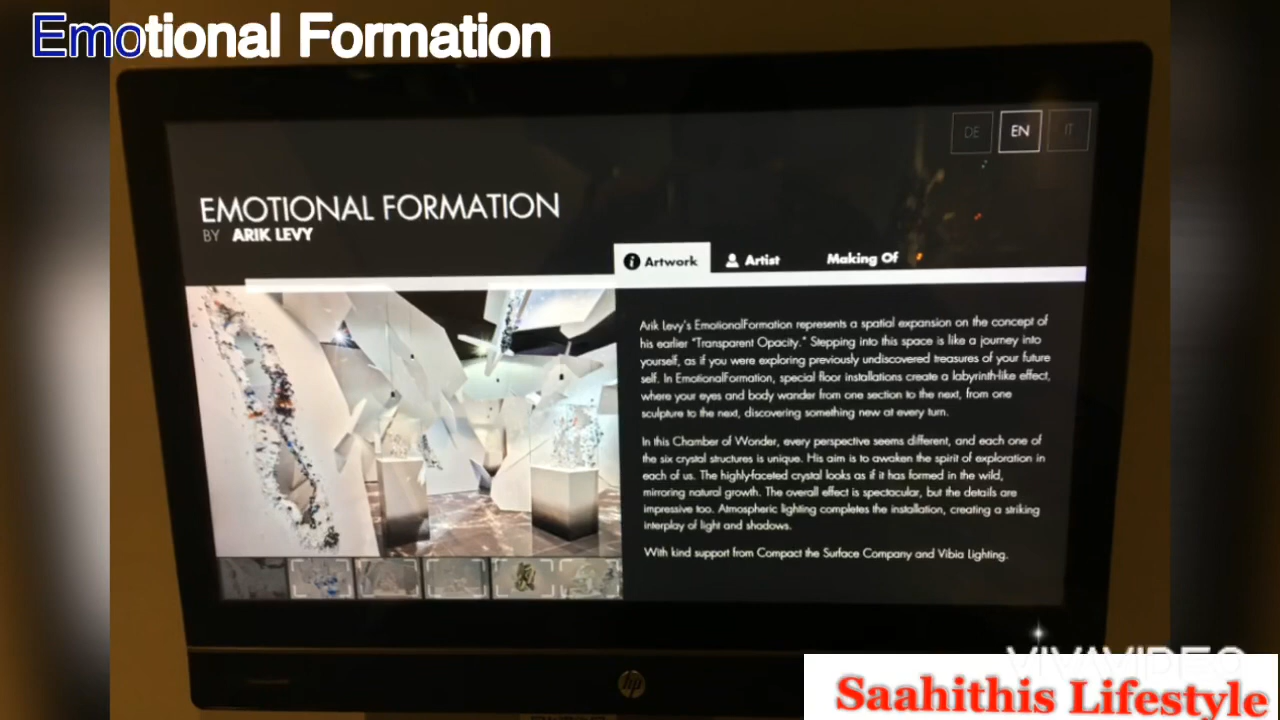 Emotional Formation
DE EN IT
EMOTIONAL FORMATION
BY ARIK LEVY
Artwork Artist Making Of
Arik Levy's EmotionalFormation represents a spatial expansion on the concept of
his earlier "Transparent Opacity." Stepping into this space is like a journey into
yourself, as if you were exploring previously undiscovered treasures of your future
self. In EmotionalFormation, special floor installations create a labyrinth-like effect,
where your eyes and body wander from one section to the next, from one
sculpture to the next, discovering something new at every turn.
In this Chamber of Wonder, every perspective seems different, and each one of
the six crystal structures is unique. His aim is to awaken the spirit of exploration in
each of us. The highly-faceted crystal looks as if it has formed in the wild,
mirroring natural growth. The overall effect is spectacular, but the details are
impressive too. Atmospheric lighting completes the installation, creating a striking
interplay of light and shadows.
With kind support from Compact the Surface Company and Vibia Lighting.
hp
VIVAVIDEO
Saahithis Lifestyle